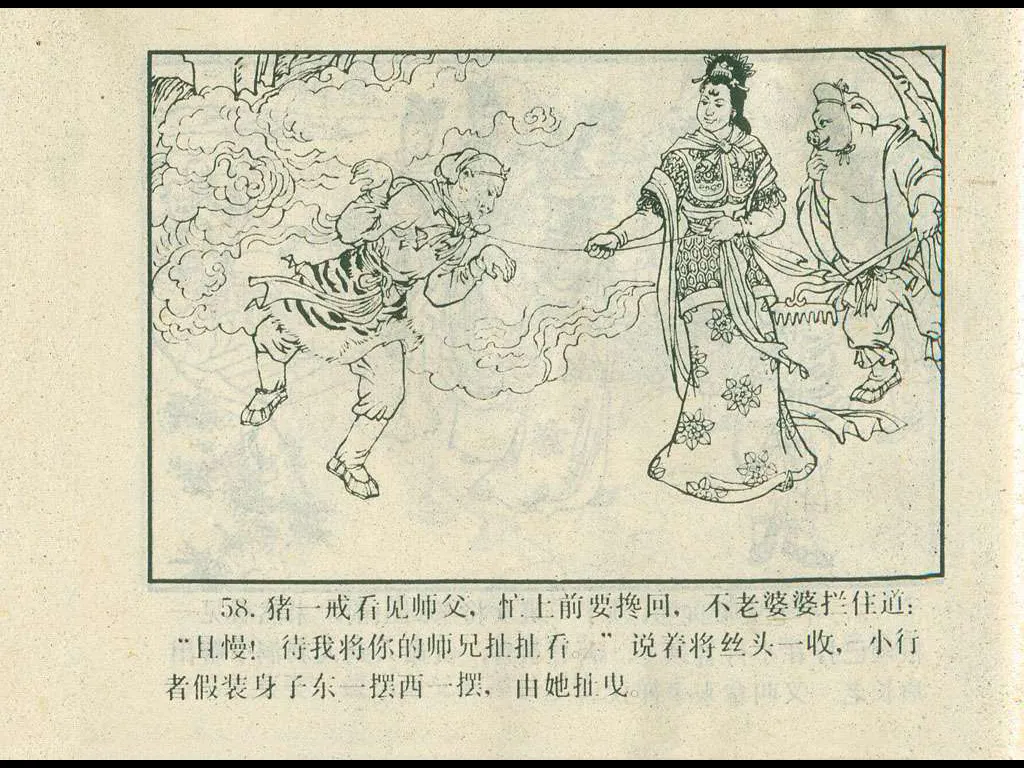 58. 猪一戒看见师父，忙上前要搀回，不老婆婆拦住道：
“且慢！待我将你的师兄扯扯看。”说着将丝头一收，小行
者假装身子东一摆西一摆，由她扯曳。